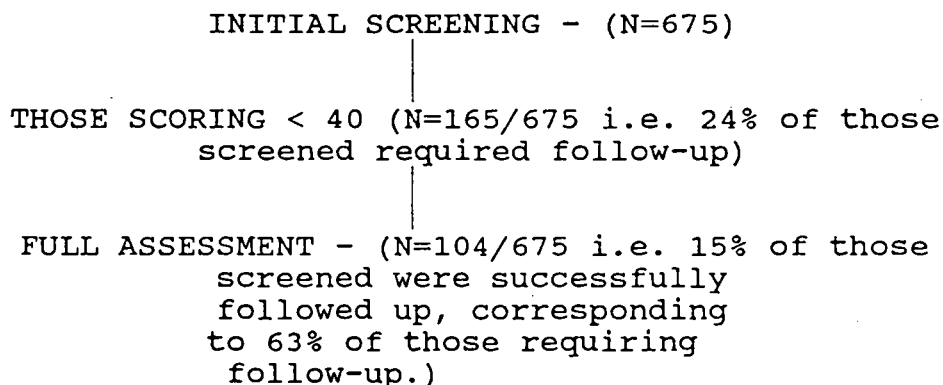 INITIAL SCREENING - (N=675)
THOSE SCORING < 40 (N=165/675 i.e. 24% of those
screened required follow-up)
FULL ASSESSMENT - (N=104/675 i.e. 15% of those
screened were successfully
followed up, corresponding
to 63% of those requiring
follow-up.)